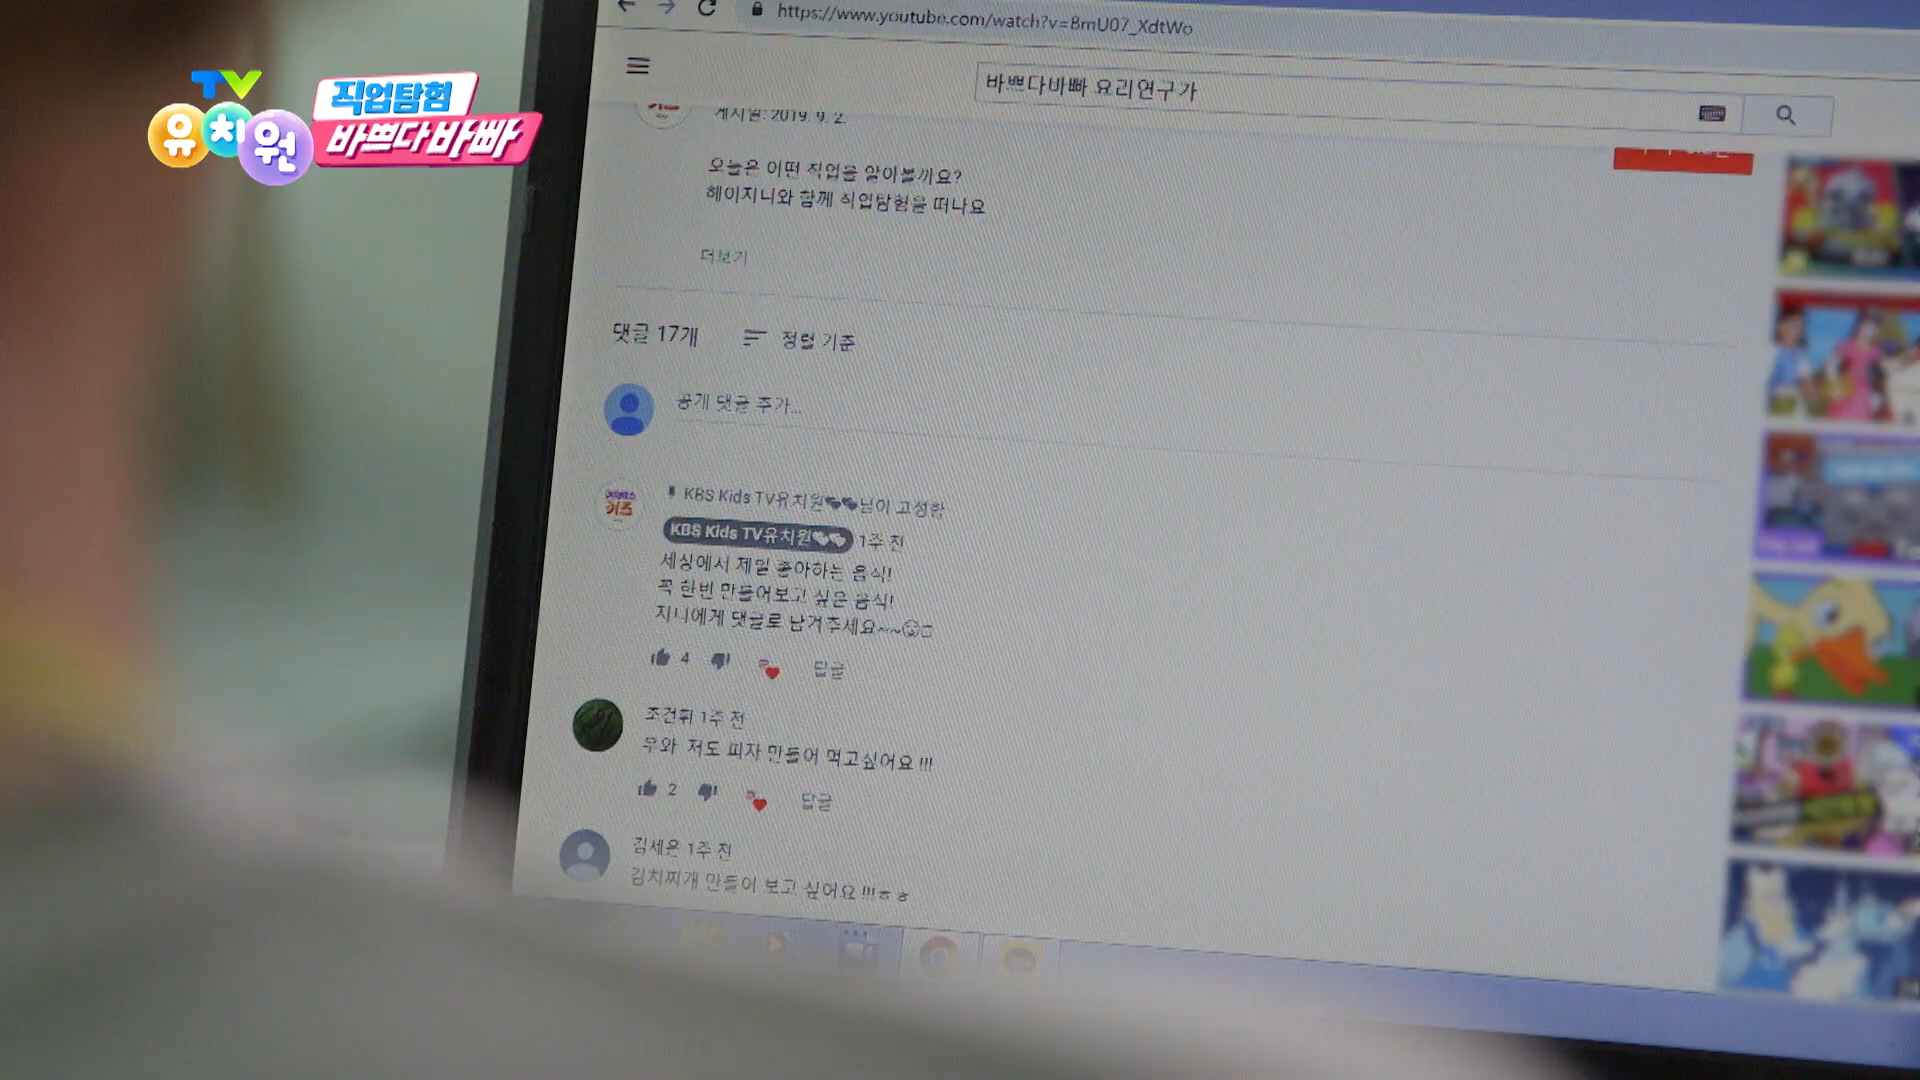 https://www.youtube.com/watch?v=BmU07_XdtWo
TV
유치원
직업탐험
바쁘다바빠
바쁘다바빠 요리연구가
게시일: 2019. 9. 2.
오늘은 어떤 직업을 알아볼까요?
헤이지니와 함께 직업탐험을 떠나요
더보기
댓글 17개
정렬 기준
공개 댓글 추가...
KBS Kids TV유치원💕💕님이 고정함
KBS Kids TV유치원💕💕 1주 전
세상에서 제일 좋아하는 음식!
꼭 한번 만들어보고 싶은 음식!
지니에게 댓글로 남겨주세요~~
4
답글
조건휘 1주 전
우와 저도 피자 만들어 먹고싶어요 !!!
2
답글
김세은 1주 전
김치찌개 만들어 보고 싶어요 !!!ㅎㅎ